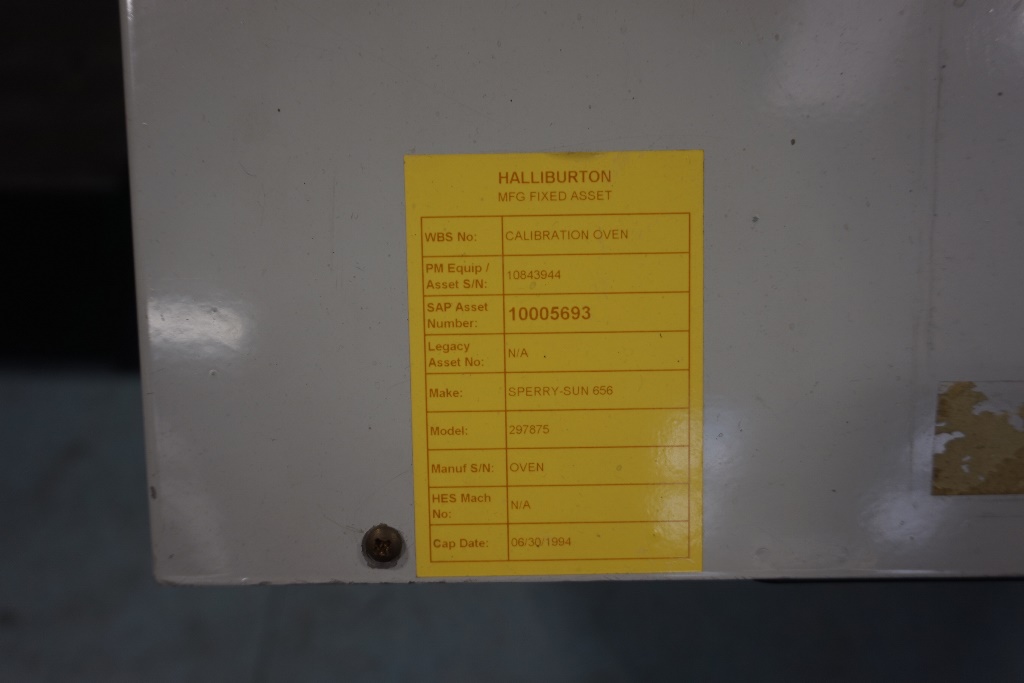 HALLIBURTON
MFG FIXED ASSET
WBS No: CALIBRATION OVEN
PM Equip /
Asset S/N: 10843944
SAP Asset
Number: 10005693
Legacy
Asset No: N/A
Make: SPERRY-SUN 656
Model: 297875
Manuf S/N: OVEN
HES Mach
No: N/A
Cap Date: 06/30/1994